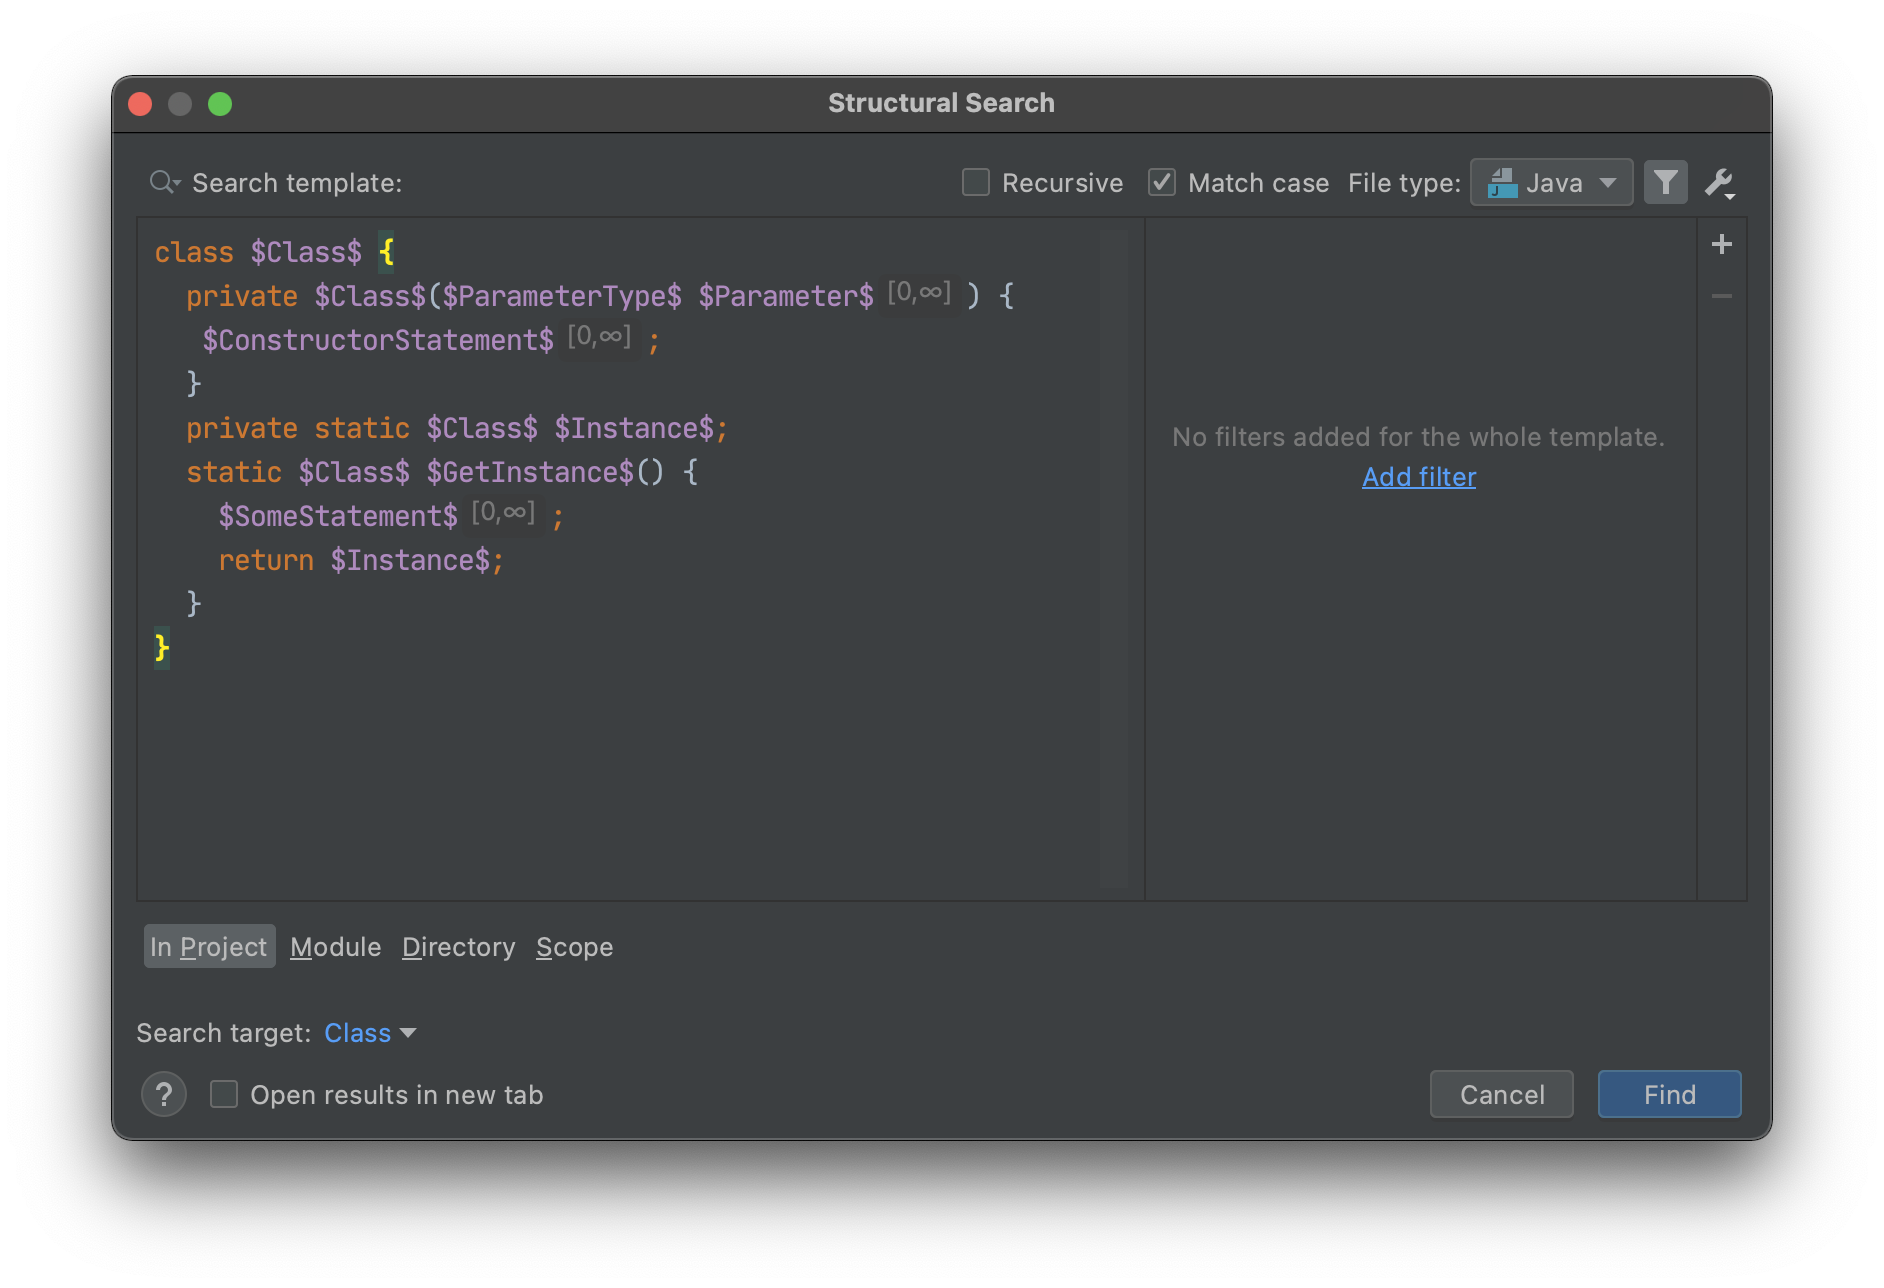 Structural Search
Search template: Recursive Match case File type: Java
class $Class$ {
private $Class$($ParameterType$ $Parameter$ [0,∞] ) {
$ConstructorStatement$ [0,∞] ;
}
private static $Class$ $Instance$;
static $Class$ $GetInstance$() {
$SomeStatement$ [0,∞] ;
return $Instance$;
}
}
No filters added for the whole template.
Add filter
In Project Module Directory Scope
Search target: Class
? Open results in new tab Cancel Find